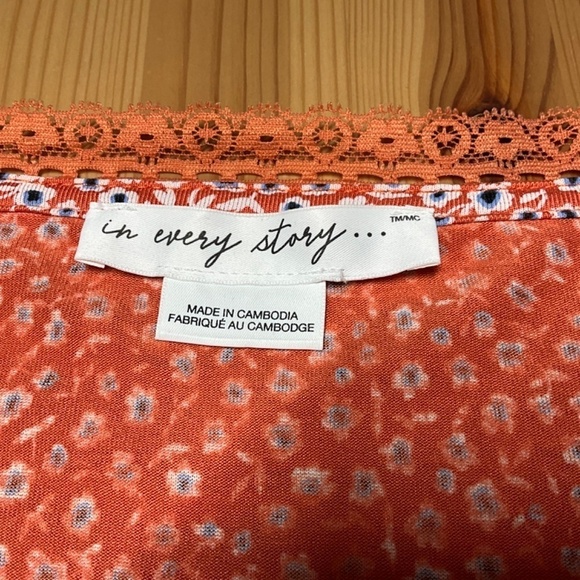 in every story... TM/MC
MADE IN CAMBODIA
FABRIQUÉ AU CAMBODGE